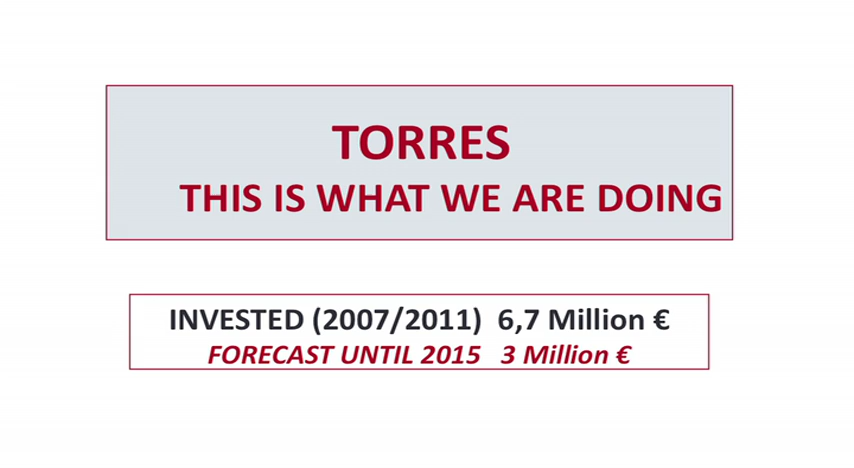 TORRES
THIS IS WHAT WE ARE DOING
INVESTED (2007/2011) 6,7 Million €
FORECAST UNTIL 2015 3 Million €